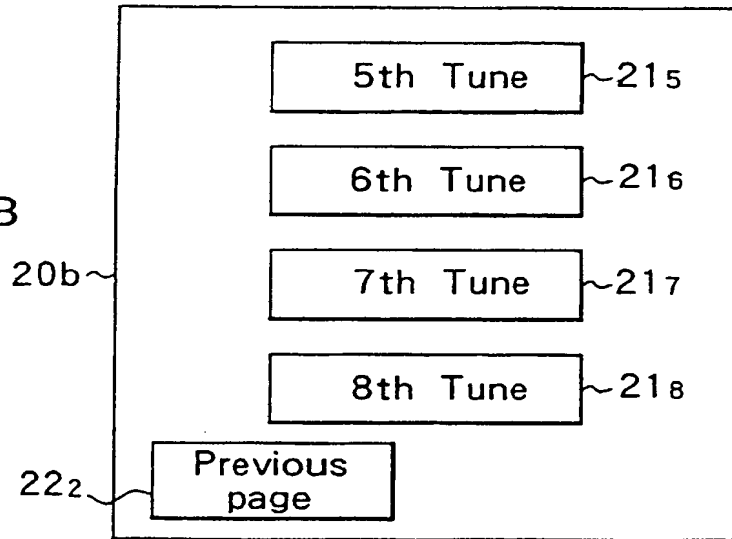 5th Tune 21₅
6th Tune 21₆
B
20b
7th Tune 21₇
8th Tune 21₈
Previous
page
22₂